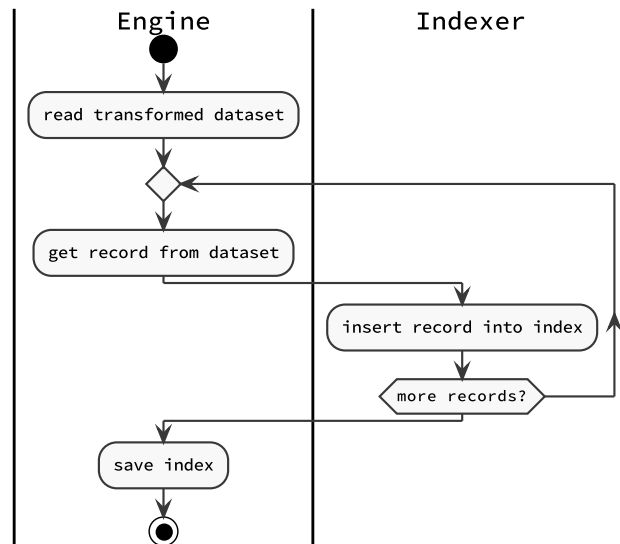 Engine
Indexer
read transformed dataset
get record from dataset
insert record into index
more records?
save index